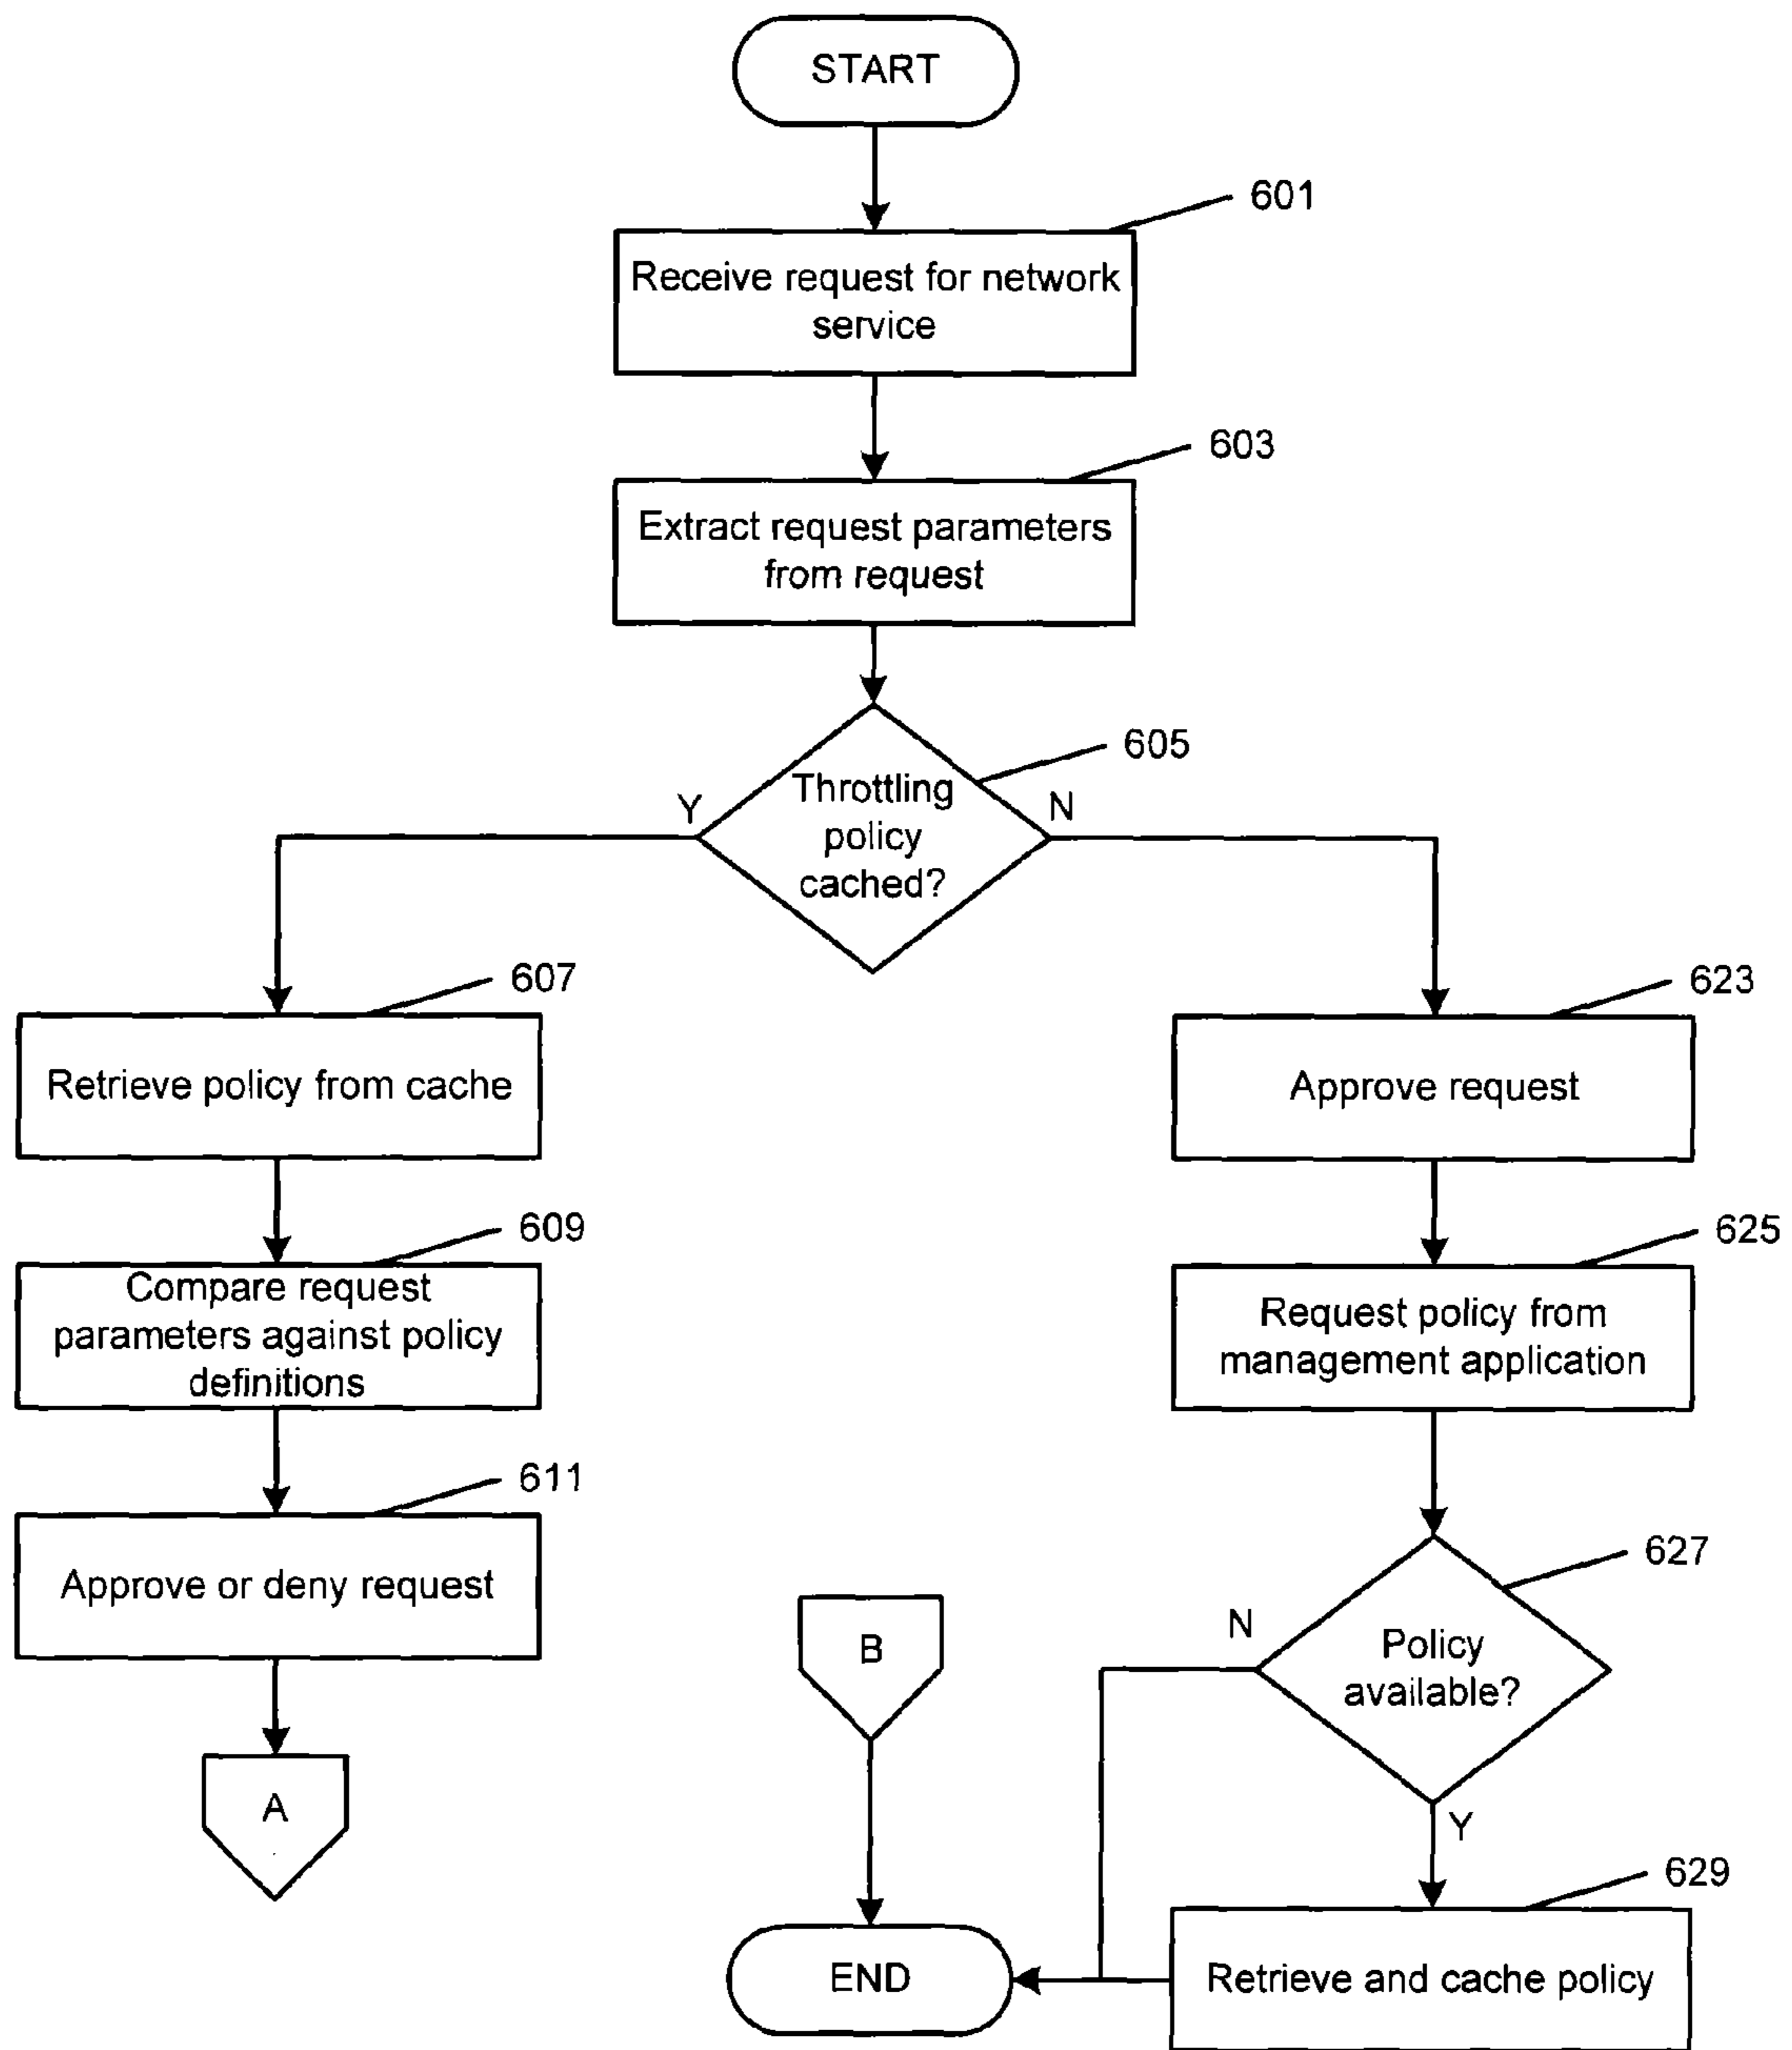 START
601
Receive request for network
service
603
Extract request parameters
from request
605
Throttling
policy
cached?
Y
N
607
Retrieve policy from cache
623
Approve request
609
Compare request
parameters against policy
definitions
625
Request policy from
management application
611
Approve or deny request
627
Policy
available?
N
Y
B
A
629
Retrieve and cache policy
END